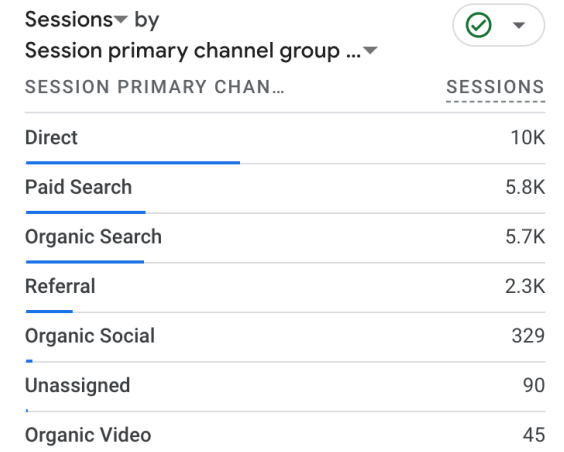 Sessions by
Session primary channel group ...
SESSION PRIMARY CHAN... SESSIONS
Direct 10K
Paid Search 5.8K
Organic Search 5.7K
Referral 2.3K
Organic Social 329
Unassigned 90
Organic Video 45